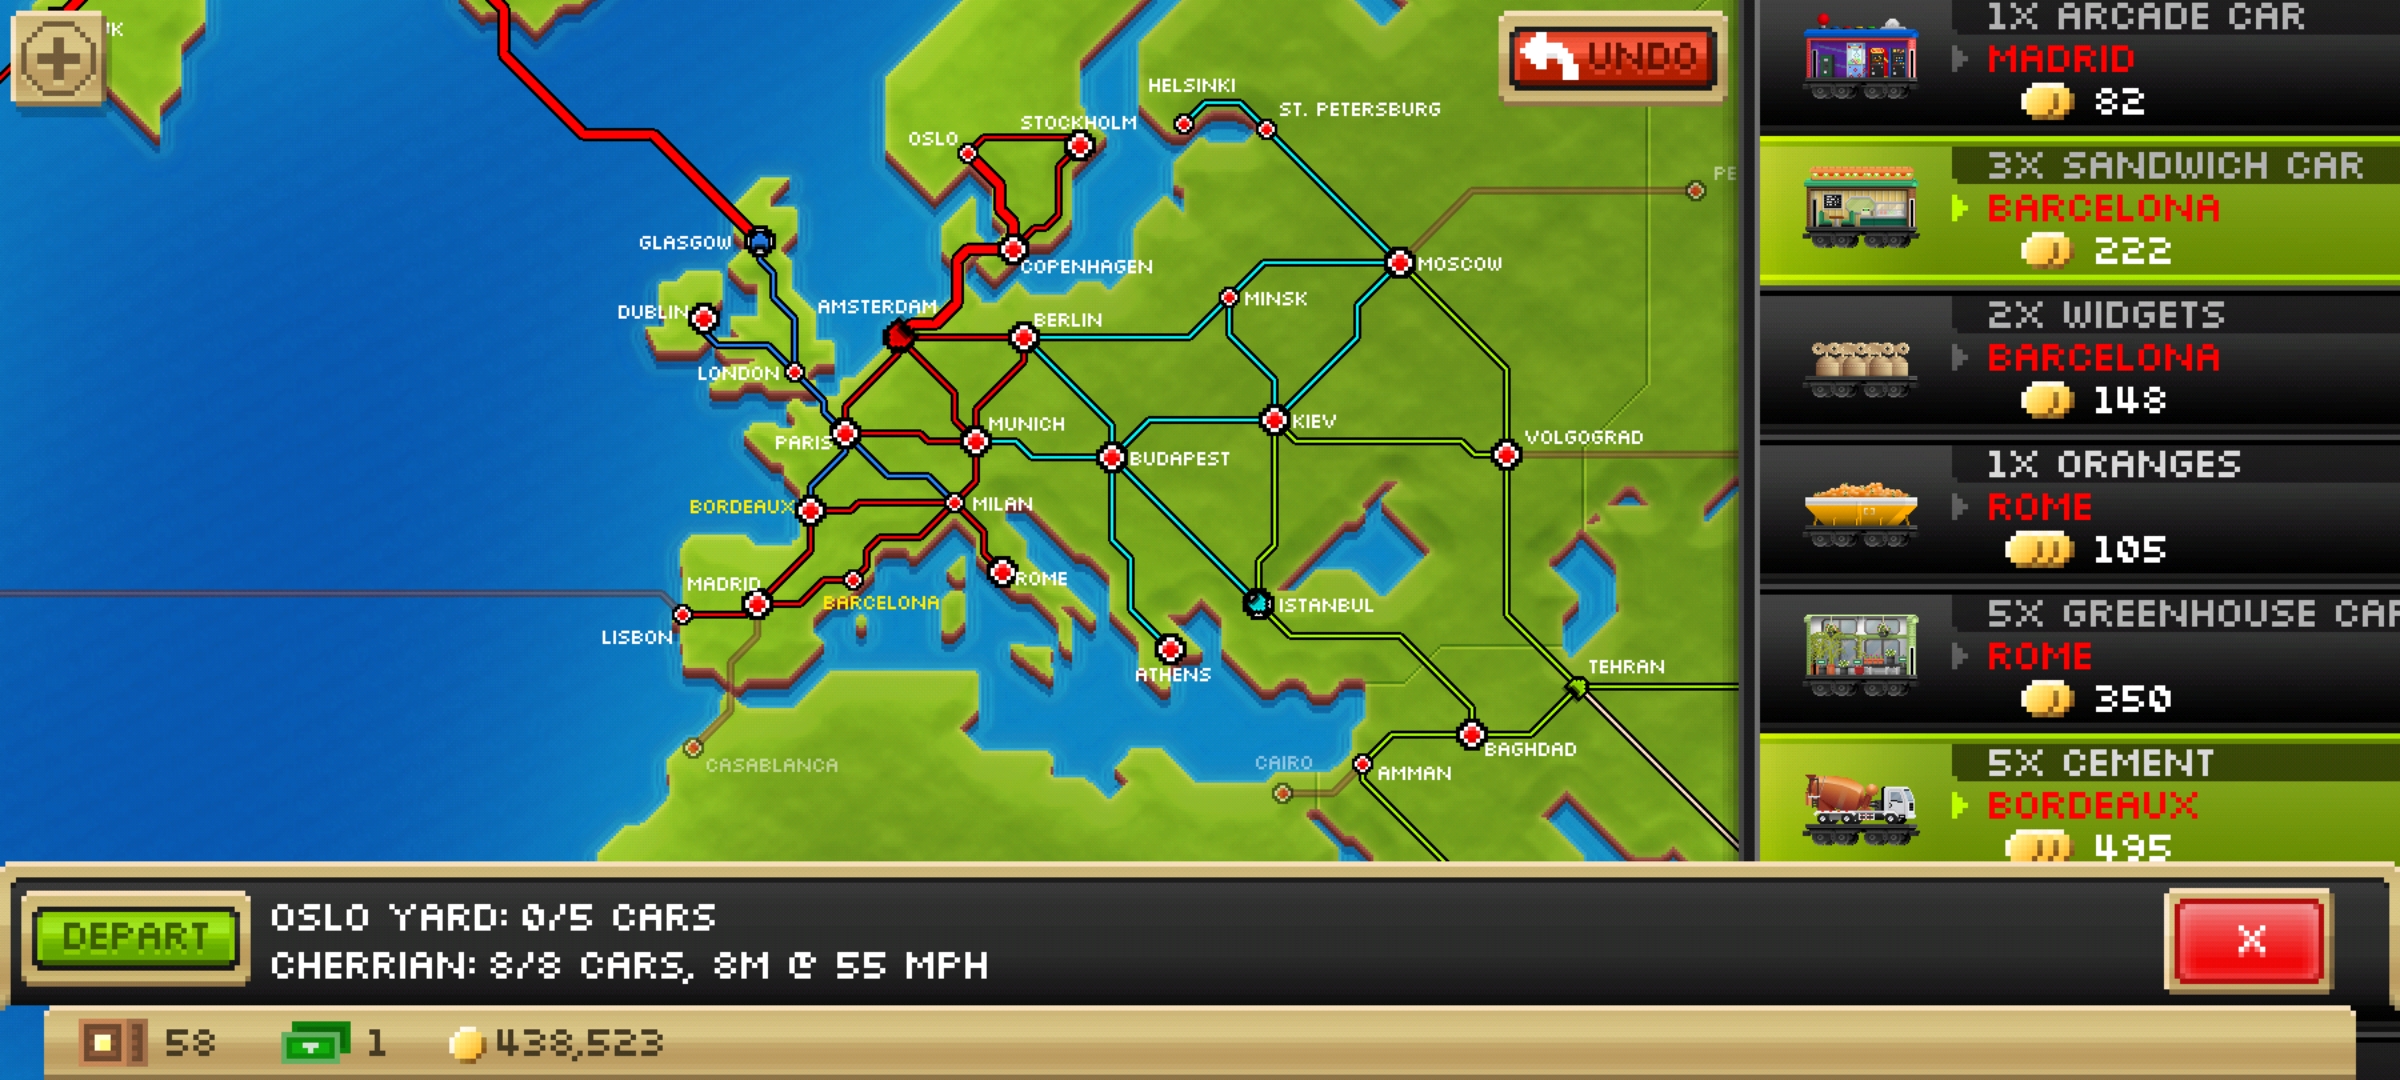 UNDO
HELSINKI
ST. PETERSBURG
STOCKHOLM
OSLO
GLASGOW
COPENHAGEN
MOSCOW
DUBLIN
AMSTERDAM
MINSK
BERLIN
LONDON
PARIS
MUNICH
KIEV
VOLGOGRAD
BUDAPEST
BORDEAUX
MILAN
MADRID
BARCELONA
ROME
ISTANBUL
LISBON
ATHENS
TEHRAN
CASABLANCA
CAIRO
AMMAN
BAGHDAD
1X ARCADE CAR
MADRID
82
3X SANDWICH CAR
BARCELONA
222
2X WIDGETS
BARCELONA
148
1X ORANGES
ROME
105
5X GREENHOUSE CAR
ROME
350
5X CEMENT
BORDEAUX
495
DEPART
OSLO YARD: 0/5 CARS
CHERRIAN: 8/8 CARS, 8M @ 55 MPH
X
58
1
438,523